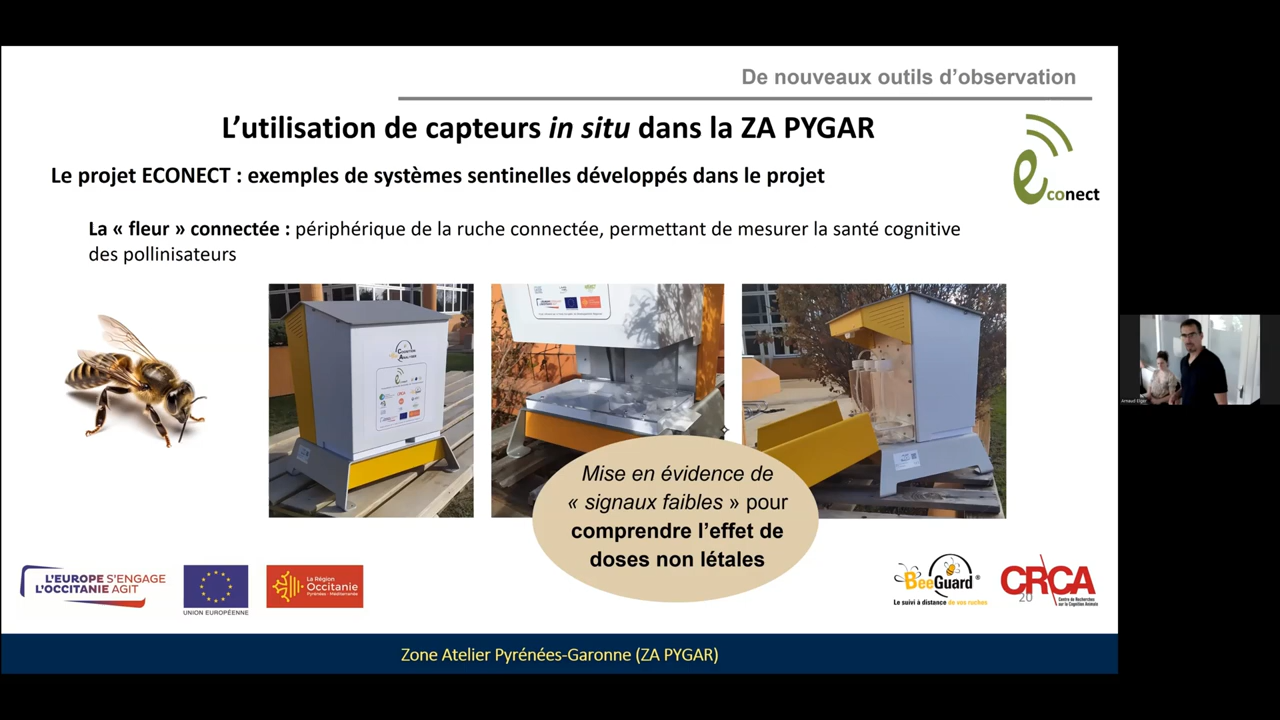 De nouveaux outils d'observation
L'utilisation de capteurs in situ dans la ZA PYGAR
Le projet ECONECT : exemples de systèmes sentinelles développés dans le projet
econect
La « fleur » connectée : périphérique de la ruche connectée, permettant de mesurer la santé cognitive
des pollinisateurs
Mise en évidence de
« signaux faibles » pour
comprendre l'effet de
doses non létales
L'EUROPE S'ENGAGE
L'OCCITANIE AGIT
UNION EUROPÉENNE
La Région
Occitanie
Pyrénées - Méditerranée
BeeGuard®
Le suivi à distance de vos ruches
CRCA
Centre de Recherches
sur la Cognition Animale
20
Zone Atelier Pyrénées-Garonne (ZA PYGAR)
Arnaud Elger